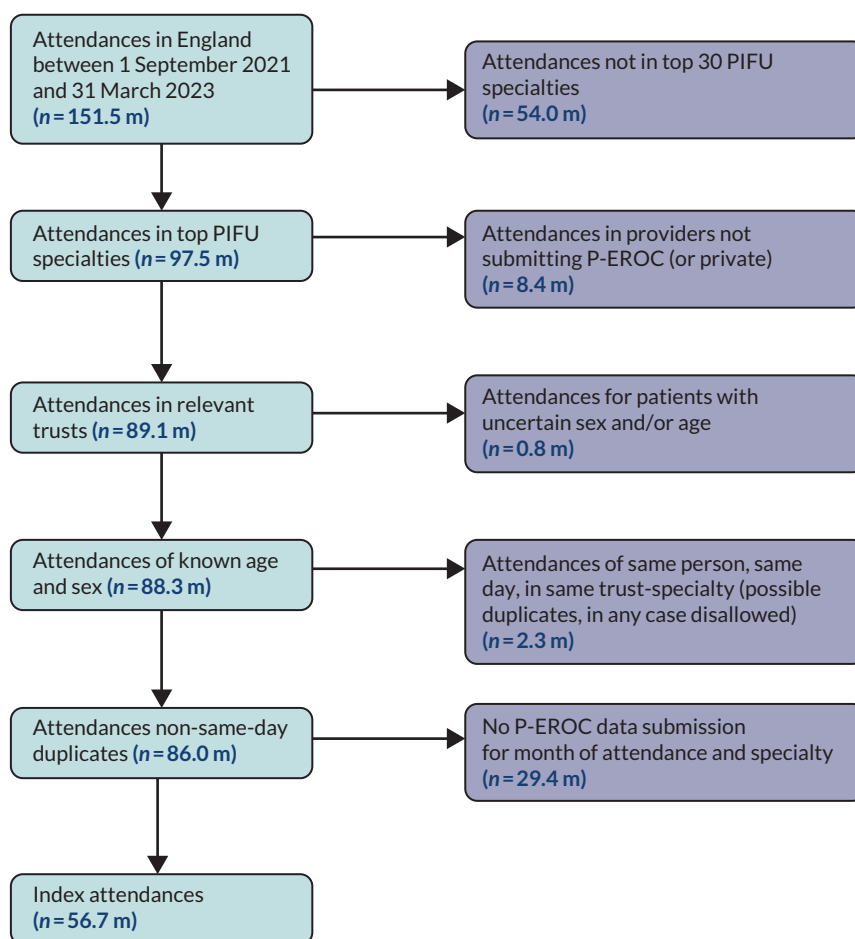 Attendances in England
between 1 September 2021
and 31 March 2023
(n = 151.5 m)
Attendances not in top 30 PIFU
specialties
(n = 54.0 m)
Attendances in top PIFU
specialties (n = 97.5 m)
Attendances in providers not
submitting P-EROC (or private)
(n = 8.4 m)
Attendances in relevant
trusts (n = 89.1 m)
Attendances for patients with
uncertain sex and/or age
(n = 0.8 m)
Attendances of known age
and sex (n = 88.3 m)
Attendances of same person, same
day, in same trust-specialty (possible
duplicates, in any case disallowed)
(n = 2.3 m)
Attendances non-same-day
duplicates (n = 86.0 m)
No P-EROC data submission
for month of attendance and specialty
(n = 29.4 m)
Index attendances
(n = 56.7 m)